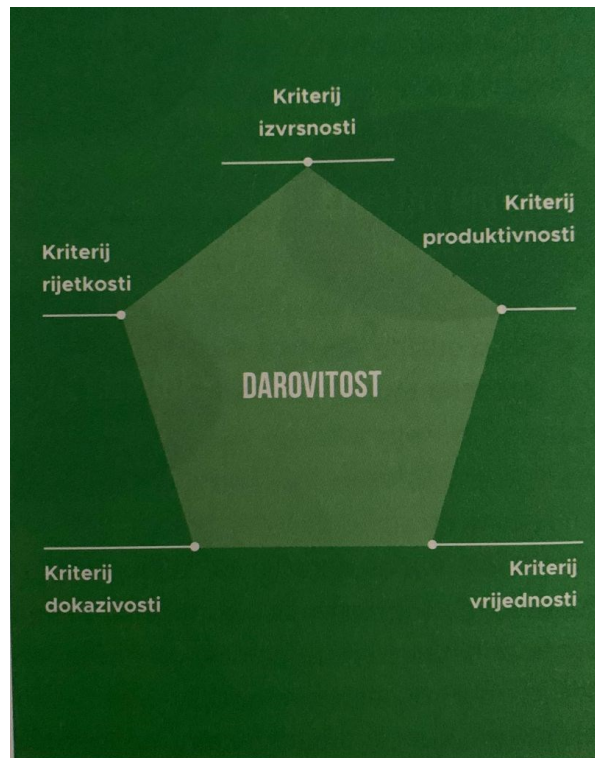 Kriterij
izvrsnosti
Kriterij
produktivnosti
Kriterij
rijetkosti
DAROVITOST
Kriterij
dokazivosti
Kriterij
vrijednosti